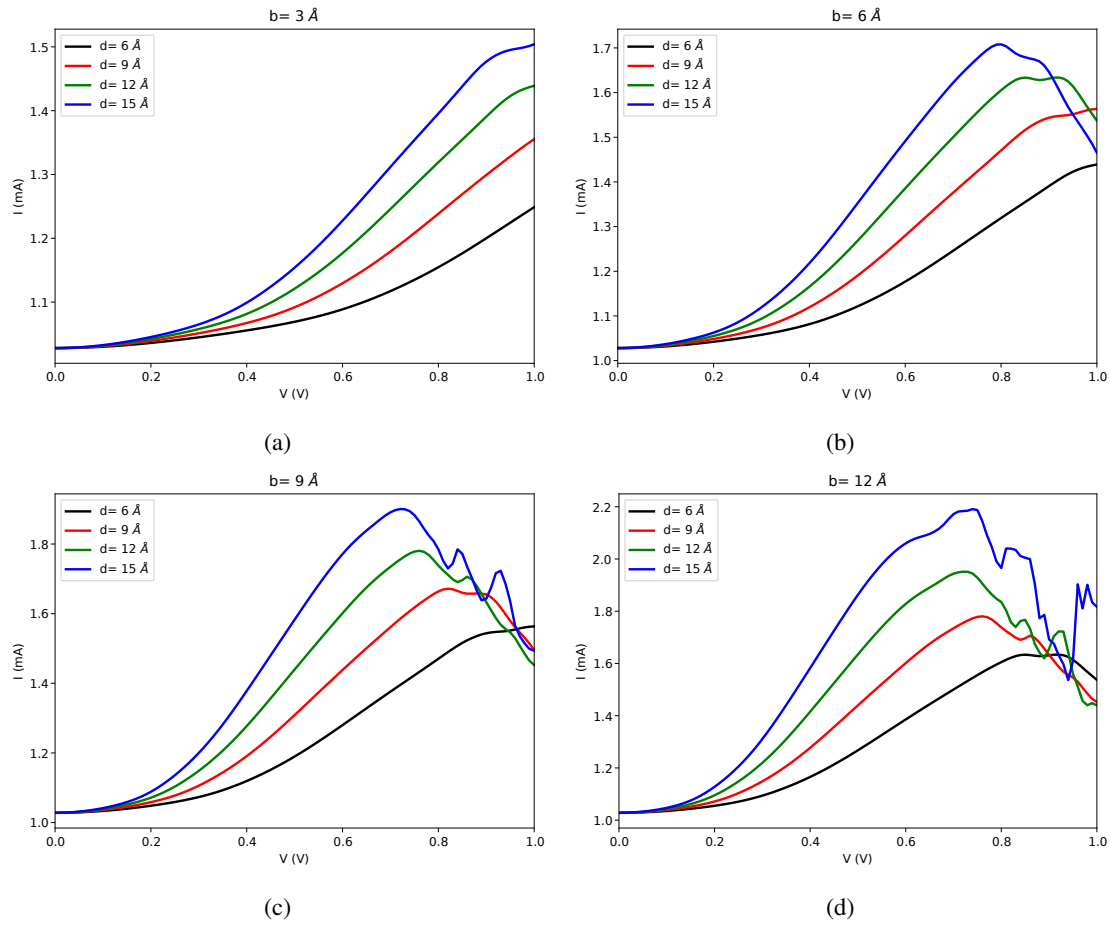 b= 3 Å
d= 6 Å
d= 9 Å
d= 12 Å
d= 15 Å
1.5
1.4
1.3
1.2
1.1
I (mA)
0.0 0.2 0.4 0.6 0.8 1.0
V (V)
(a)
b= 6 Å
d= 6 Å
d= 9 Å
d= 12 Å
d= 15 Å
1.7
1.6
1.5
1.4
1.3
1.2
1.1
1.0
I (mA)
0.0 0.2 0.4 0.6 0.8 1.0
V (V)
(b)
b= 9 Å
d= 6 Å
d= 9 Å
d= 12 Å
d= 15 Å
1.8
1.6
1.4
1.2
1.0
I (mA)
0.0 0.2 0.4 0.6 0.8 1.0
V (V)
(c)
b= 12 Å
d= 6 Å
d= 9 Å
d= 12 Å
d= 15 Å
2.2
2.0
1.8
1.6
1.4
1.2
1.0
I (mA)
0.0 0.2 0.4 0.6 0.8 1.0
V (V)
(d)